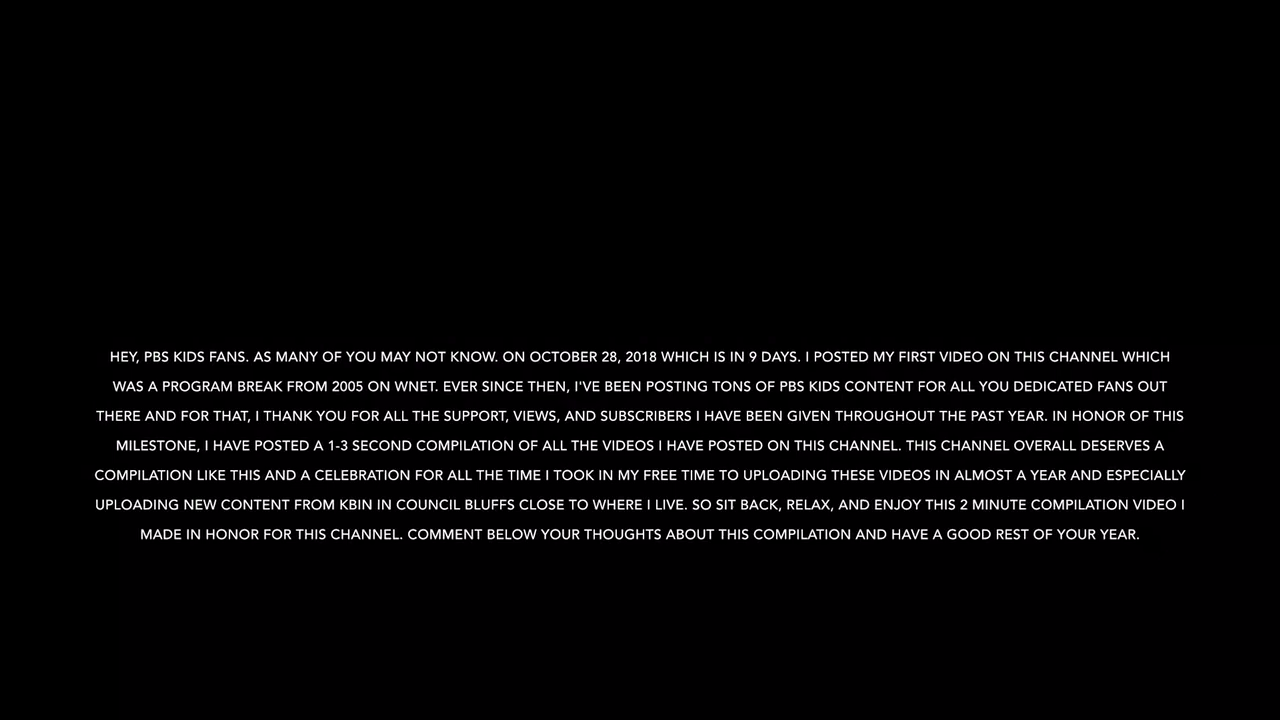 HEY, PBS KIDS FANS. AS MANY OF YOU MAY NOT KNOW. ON OCTOBER 28, 2018 WHICH IS IN 9 DAYS. I POSTED MY FIRST VIDEO ON THIS CHANNEL WHICH
WAS A PROGRAM BREAK FROM 2005 ON WNET. EVER SINCE THEN, I'VE BEEN POSTING TONS OF PBS KIDS CONTENT FOR ALL YOU DEDICATED FANS OUT
THERE AND FOR THAT, I THANK YOU FOR ALL THE SUPPORT, VIEWS, AND SUBSCRIBERS I HAVE BEEN GIVEN THROUGHOUT THE PAST YEAR. IN HONOR OF THIS
MILESTONE, I HAVE POSTED A 1-3 SECOND COMPILATION OF ALL THE VIDEOS I HAVE POSTED ON THIS CHANNEL. THIS CHANNEL OVERALL DESERVES A
COMPILATION LIKE THIS AND A CELEBRATION FOR ALL THE TIME I TOOK IN MY FREE TIME TO UPLOADING THESE VIDEOS IN ALMOST A YEAR AND ESPECIALLY
UPLOADING NEW CONTENT FROM KBIN IN COUNCIL BLUFFS CLOSE TO WHERE I LIVE. SO SIT BACK, RELAX, AND ENJOY THIS 2 MINUTE COMPILATION VIDEO I
MADE IN HONOR FOR THIS CHANNEL. COMMENT BELOW YOUR THOUGHTS ABOUT THIS COMPILATION AND HAVE A GOOD REST OF YOUR YEAR.